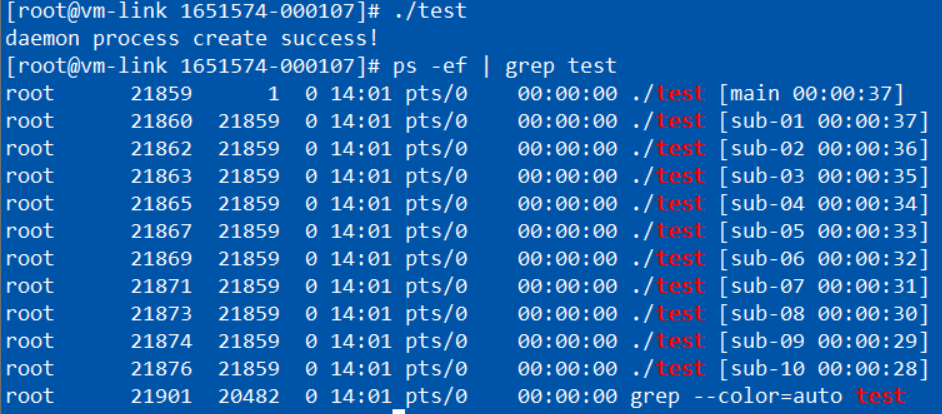 [root@vm-link 1651574-000107]# ./test
daemon process create success!
[root@vm-link 1651574-000107]# ps -ef | grep test
root      21859      1  0 14:01 pts/0    00:00:00 ./test [main 00:00:37]
root      21860  21859  0 14:01 pts/0    00:00:00 ./test [sub-01 00:00:37]
root      21862  21859  0 14:01 pts/0    00:00:00 ./test [sub-02 00:00:36]
root      21863  21859  0 14:01 pts/0    00:00:00 ./test [sub-03 00:00:35]
root      21865  21859  0 14:01 pts/0    00:00:00 ./test [sub-04 00:00:34]
root      21867  21859  0 14:01 pts/0    00:00:00 ./test [sub-05 00:00:33]
root      21869  21859  0 14:01 pts/0    00:00:00 ./test [sub-06 00:00:32]
root      21871  21859  0 14:01 pts/0    00:00:00 ./test [sub-07 00:00:31]
root      21873  21859  0 14:01 pts/0    00:00:00 ./test [sub-08 00:00:30]
root      21874  21859  0 14:01 pts/0    00:00:00 ./test [sub-09 00:00:29]
root      21876  21859  0 14:01 pts/0    00:00:00 ./test [sub-10 00:00:28]
root      21901  20482  0 14:01 pts/0    00:00:00 grep --color=auto test